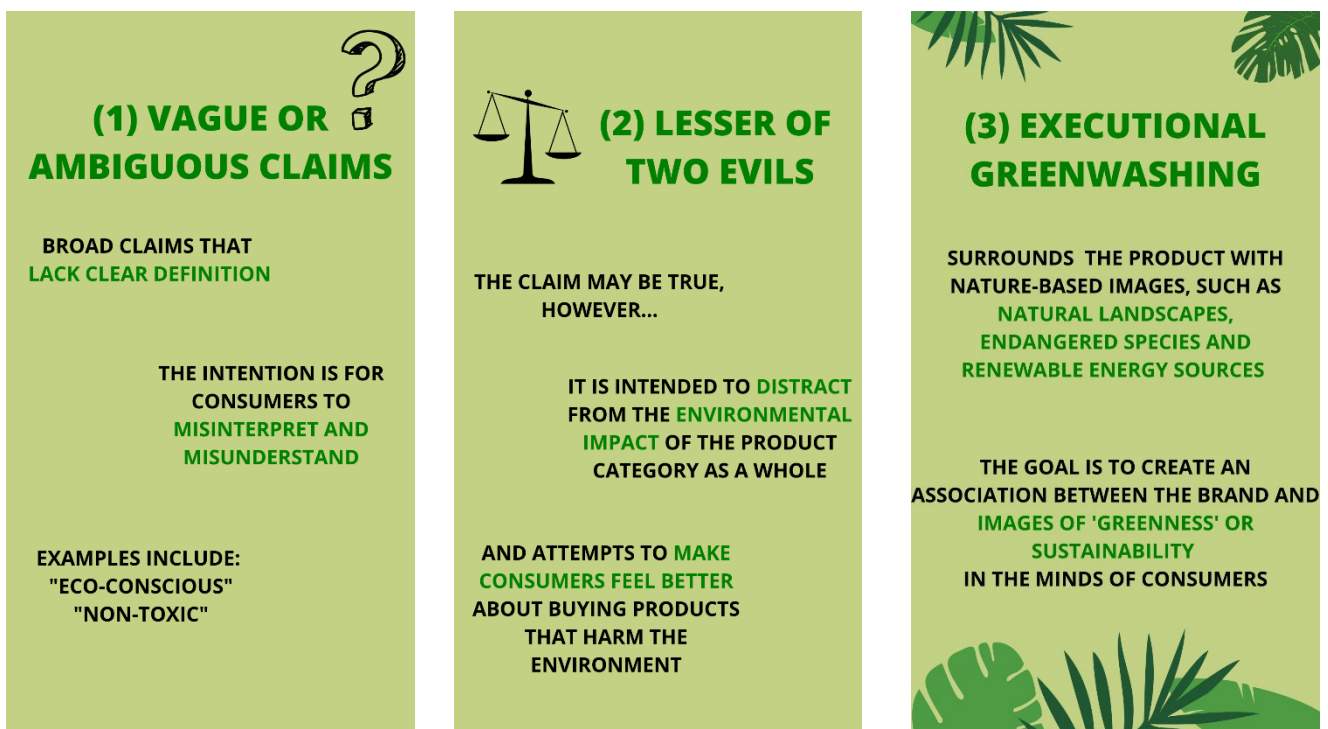 (1) VAGUE OR
AMBIGUOUS CLAIMS
BROAD CLAIMS THAT
LACK CLEAR DEFINITION
THE INTENTION IS FOR
CONSUMERS TO
MISINTERPRET AND
MISUNDERSTAND
EXAMPLES INCLUDE:
"ECO-CONSCIOUS"
"NON-TOXIC"
(2) LESSER OF
TWO EVILS
THE CLAIM MAY BE TRUE,
HOWEVER...
IT IS INTENDED TO DISTRACT
FROM THE ENVIRONMENTAL
IMPACT OF THE PRODUCT
CATEGORY AS A WHOLE
AND ATTEMPTS TO MAKE
CONSUMERS FEEL BETTER
ABOUT BUYING PRODUCTS
THAT HARM THE
ENVIRONMENT
(3) EXECUTIONAL
GREENWASHING
SURROUNDS THE PRODUCT WITH
NATURE-BASED IMAGES, SUCH AS
NATURAL LANDSCAPES,
ENDANGERED SPECIES AND
RENEWABLE ENERGY SOURCES
THE GOAL IS TO CREATE AN
ASSOCIATION BETWEEN THE BRAND AND
IMAGES OF 'GREENNESS' OR
SUSTAINABILITY
IN THE MINDS OF CONSUMERS